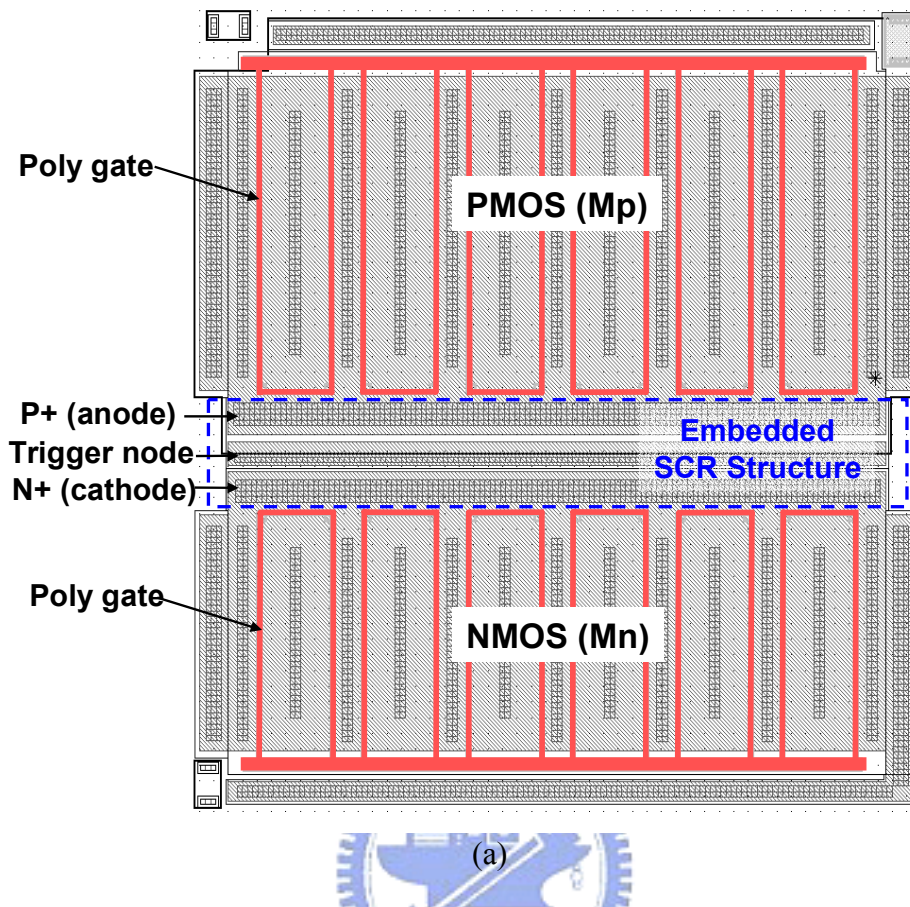 Poly gate
PMOS (Mp)
P+ (anode)
Trigger node
N+ (cathode)
Embedded
SCR Structure
Poly gate
NMOS (Mn)
(a)